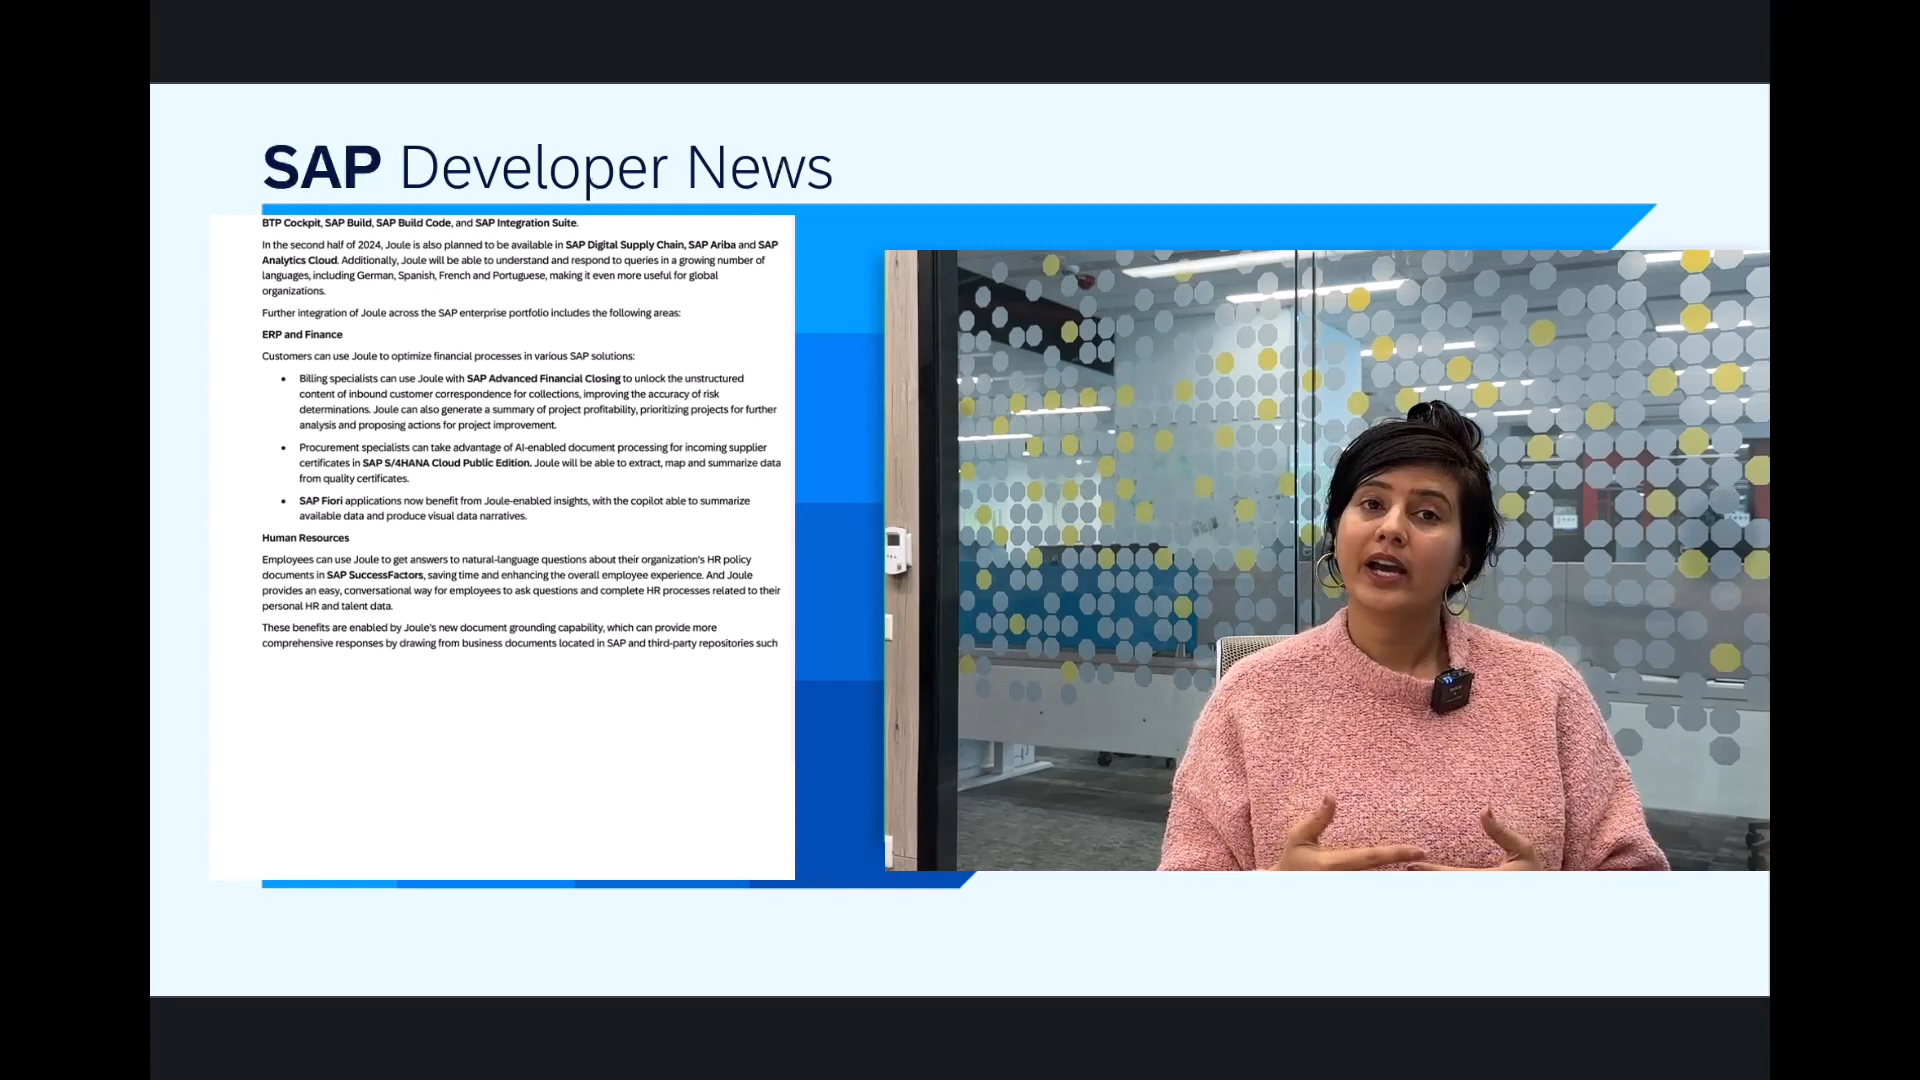 SAP Developer News
BTP Cockpit, SAP Build, SAP Build Code, and SAP Integration Suite.
In the second half of 2024, Joule is also planned to be available in SAP Digital Supply Chain, SAP Ariba and SAP
Analytics Cloud. Additionally, Joule will be able to understand and respond to queries in a growing number of
languages, including German, Spanish, French and Portuguese, making it even more useful for global
organizations.
Further integration of Joule across the SAP enterprise portfolio includes the following areas:
ERP and Finance
Customers can use Joule to optimize financial processes in various SAP solutions:
• Billing specialists can use Joule with SAP Advanced Financial Closing to unlock the unstructured
content of inbound customer correspondence for collections, improving the accuracy of risk
determinations. Joule can also generate a summary of project profitability, prioritizing projects for further
analysis and proposing actions for project improvement.
• Procurement specialists can take advantage of AI-enabled document processing for incoming supplier
certificates in SAP S/4HANA Cloud Public Edition. Joule will be able to extract, map and summarize data
from quality certificates.
• SAP Fiori applications now benefit from Joule-enabled insights, with the copilot able to summarize
available data and produce visual data narratives.
Human Resources
Employees can use Joule to get answers to natural-language questions about their organization's HR policy
documents in SAP SuccessFactors, saving time and enhancing the overall employee experience. And Joule
provides an easy, conversational way for employees to ask questions and complete HR processes related to their
personal HR and talent data.
These benefits are enabled by Joule's new document grounding capability, which can provide more
comprehensive responses by drawing from business documents located in SAP and third-party repositories such